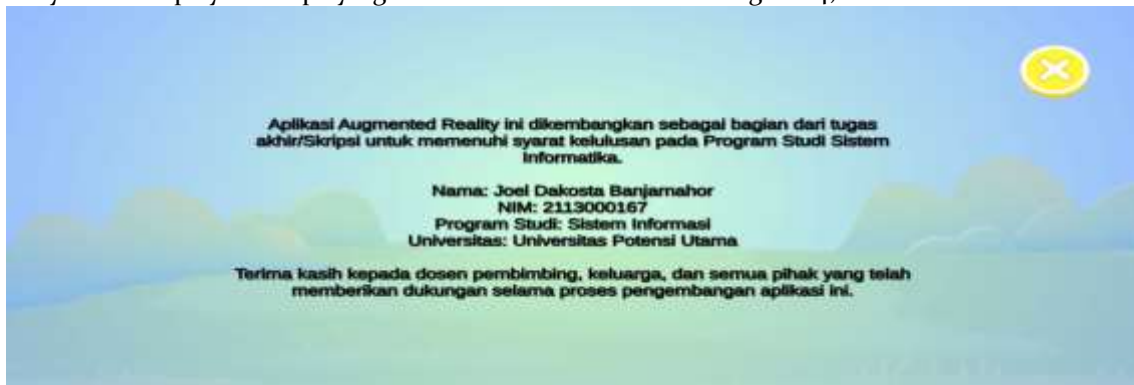 Aplikasi Augmented Reality ini dikembangkan sebagai bagian dari tugas
akhir/Skripsi untuk memenuhi syarat kelulusan pada Program Studi Sistem
Informatika.
Nama: Joel Dakosta Banjarnahor
NIM: 2113000167
Program Studi: Sistem Informasi
Universitas: Universitas Potensi Utama
Terima kasih kepada dosen pembimbing, keluarga, dan semua pihak yang telah
memberikan dukungan selama proses pengembangan aplikasi ini.